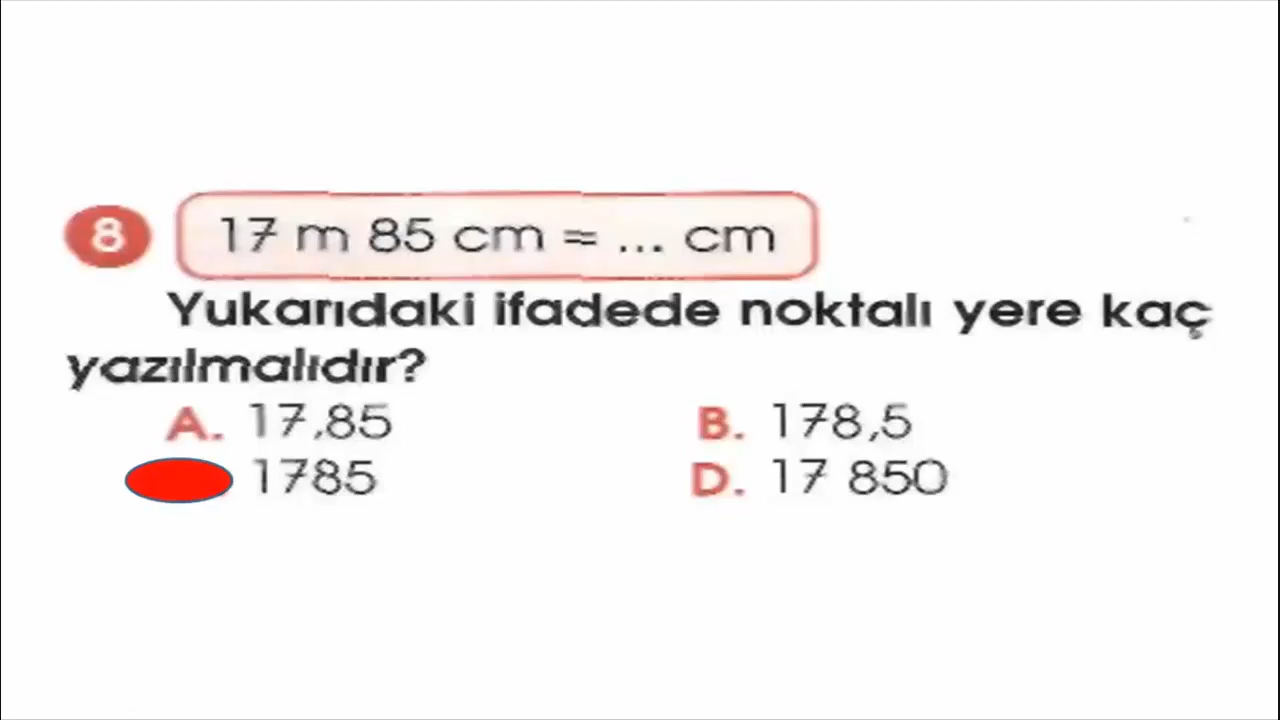 8 17 m 85 cm = ... cm
Yukarıdaki ifadede noktalı yere kaç
yazılmalıdır?
A. 17,85 B. 178,5
1785 D. 17 850